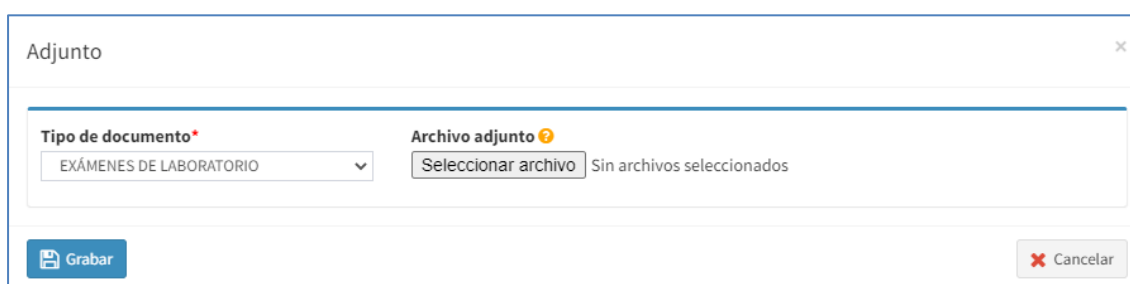 Adjunto ×
Tipo de documento* Archivo adjunto ?
EXÁMENES DE LABORATORIO Seleccionar archivo Sin archivos seleccionados
Grabar Cancelar